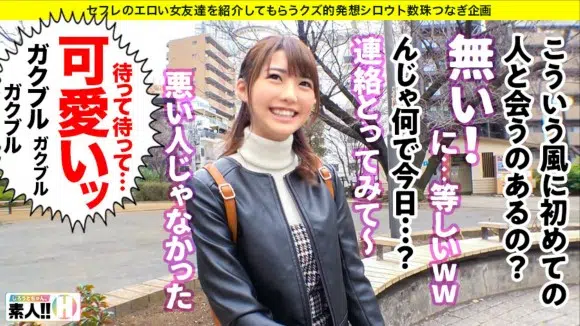 セフレのエロい女友達を紹介してもらうクズ的発想シロウト数珠つなぎ企画
こういう風に初めての
人と会うのあるの？
無い！
に…等しいww
んじゃ何で今日…？
連絡とってみて〜
悪い人じゃなかった
待って待って…
可愛いッ
ガクブル
ガクブル
ガクブル
素人!!
H